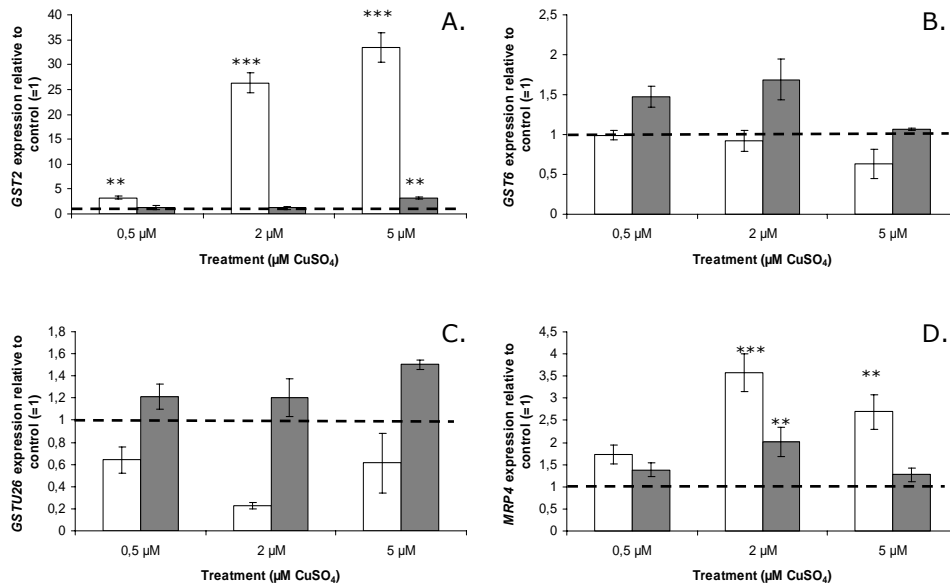 A.
GST2 expression relative to
control (=1)
40
35
30
25
20
15
10
5
0
**
***
***
**
0,5 µM
2 µM
5 µM
Treatment (µM CuSO₄)
B.
GST6 expression relative to
control (=1)
2,5
2
1,5
1
0,5
0
0,5 µM
2 µM
5 µM
Treatment (µM CuSO₄)
C.
GSTU26 expression relative to
control (=1)
1,8
1,6
1,4
1,2
1
0,8
0,6
0,4
0,2
0
0,5 µM
2 µM
5 µM
Treatment (µM CuSO₄)
D.
MRP4 expression relative to
control (=1)
4,5
4
3,5
3
2,5
2
1,5
1
0,5
0
***
**
**
0,5 µM
2 µM
5 µM
Treatment (µM CuSO₄)